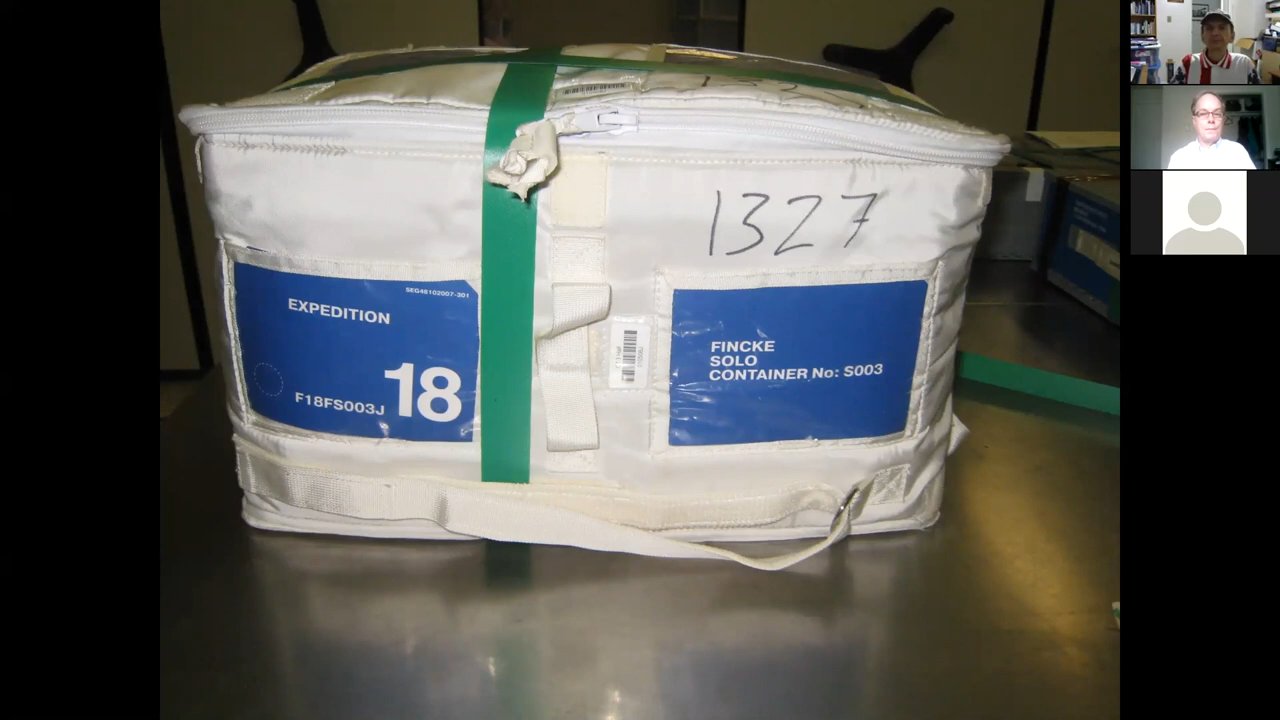 1327
SEG48102007-301
EXPEDITION
18
F18FS003J
FINCKE
SOLO
CONTAINER No: S003